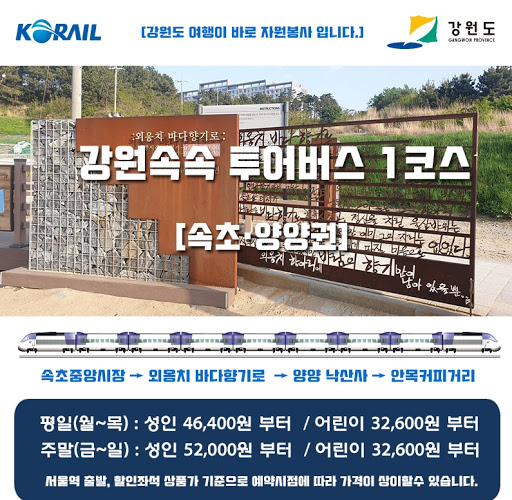 KORAIL
[강원도 여행이 바로 자원봉사 입니다.]
강원도
GANGWON PROVINCE
:외옹치 바다향기로:
INSTRUCTIONS
강원속속 투어버스 1코스
[속초·양양권]
속초중앙시장 → 외옹치 바다향기로 → 양양 낙산사 → 안목커피거리
평일(월~목) : 성인 46,400원 부터 / 어린이 32,600원 부터
주말(금~일) : 성인 52,000원 부터 / 어린이 32,600원 부터
서울역 출발, 할인좌석 상품가 기준으로 예약시점에 따라 가격이 상이할수 있습니다.